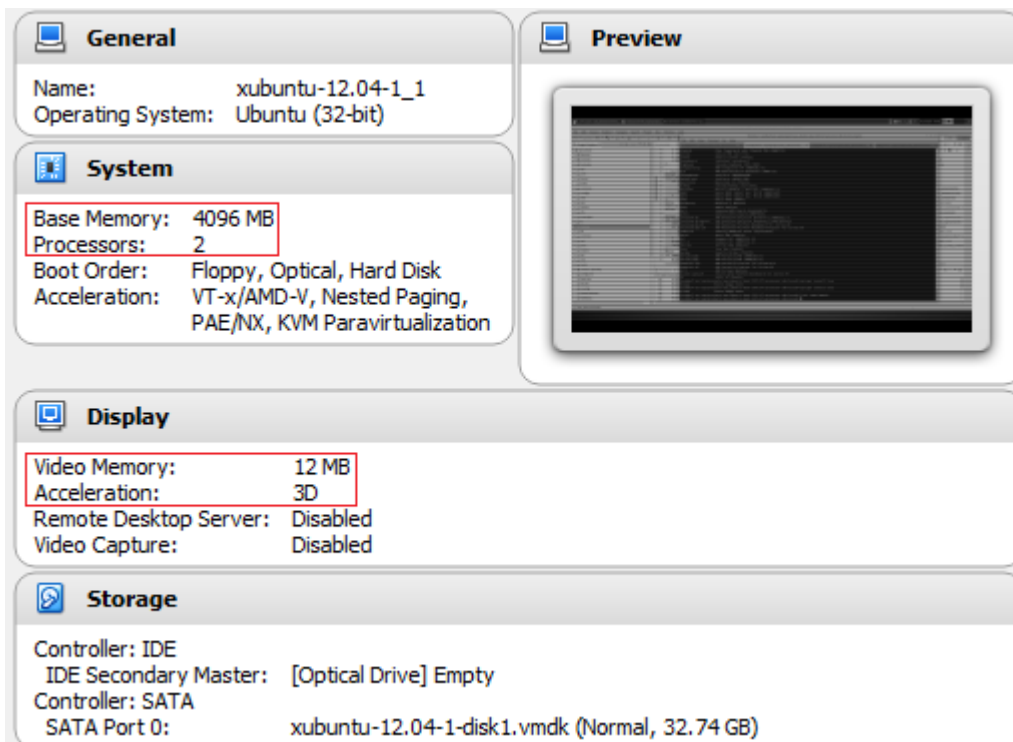 General
Name: xubuntu-12.04-1_1
Operating System: Ubuntu (32-bit)
Preview
System
Base Memory: 4096 MB
Processors: 2
Boot Order: Floppy, Optical, Hard Disk
Acceleration: VT-x/AMD-V, Nested Paging,
PAE/NX, KVM Paravirtualization
Display
Video Memory: 12 MB
Acceleration: 3D
Remote Desktop Server: Disabled
Video Capture: Disabled
Storage
Controller: IDE
IDE Secondary Master: [Optical Drive] Empty
Controller: SATA
SATA Port 0: xubuntu-12.04-1-disk1.vmdk (Normal, 32.74 GB)